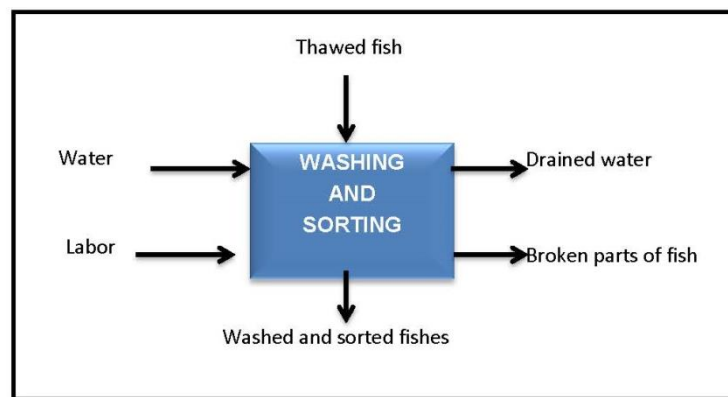 Thawed fish
Water
WASHING
AND
SORTING
Drained water
Labor
Broken parts of fish
Washed and sorted fishes